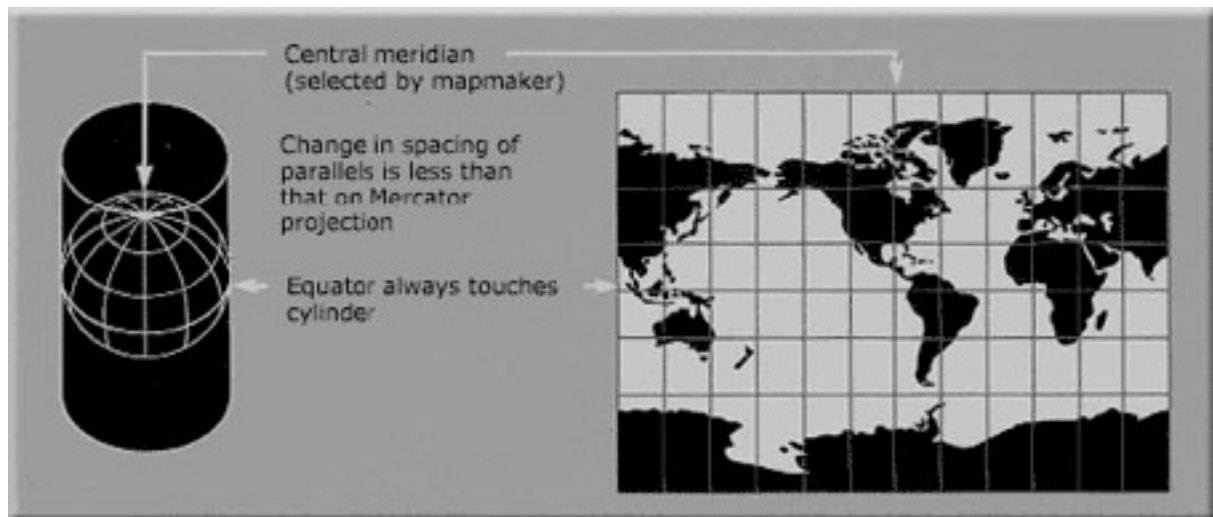 Central meridian
(selected by mapmaker)
Change in spacing of
parallels is less than
that on Mercator
projection
Equator always touches
cylinder